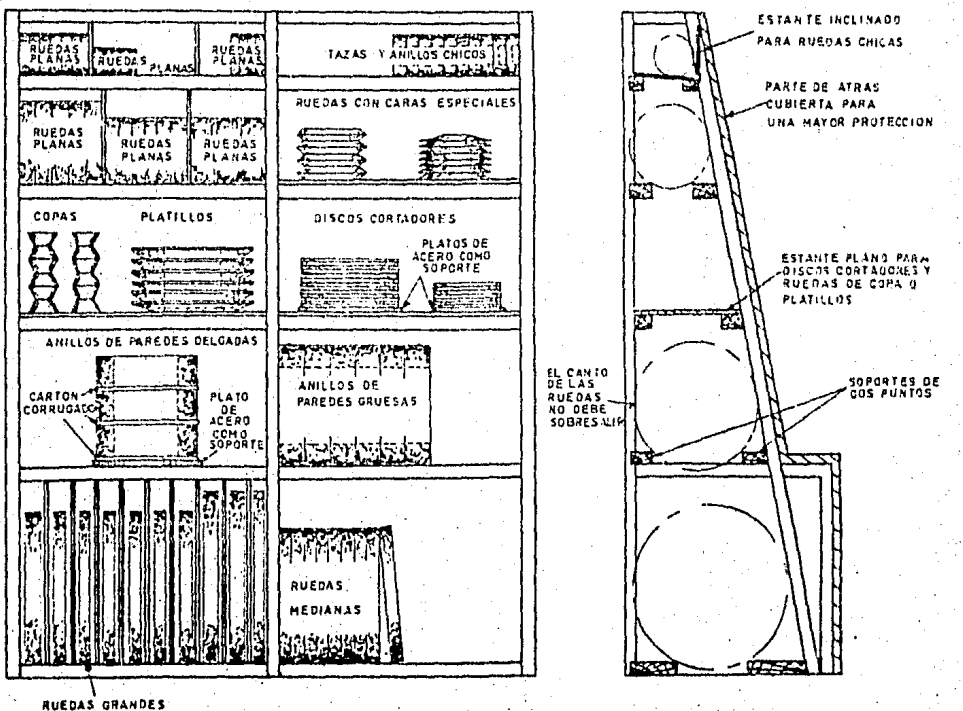 RUEDAS
PLANAS
RUEDAS
PLANAS
RUEDAS
PLANAS
TAZAS Y ANILLOS CHICOS
RUEDAS
PLANAS
RUEDAS
PLANAS
RUEDAS
PLANAS
RUEDAS CON CARAS ESPECIALES
COPAS
PLATILLOS
DISCOS CORTADORES
PLATOS DE
ACERO COMO
SOPORTE
ANILLOS DE PAREDES DELGADAS
CARTON
CORRUGADO
PLATO
DE
ACERO
COMO
SOPORTE
ANILLOS DE
PAREDES GRUESAS
RUEDAS
MEDIANAS
RUEDAS GRANDES
ESTANTE INCLINADO
PARA RUEDAS CHICAS
PARTE DE ATRAS
CUBIERTA PARA
UNA MAYOR PROTECCION
ESTANTE PLANO PARA
DISCOS CORTADORES Y
RUEDAS DE COPA O
PLATILLOS
EL CANTO
DE LAS
RUEDAS
NO DEBE
SOBRESALIR
SOPORTES DE
DOS PUNTOS